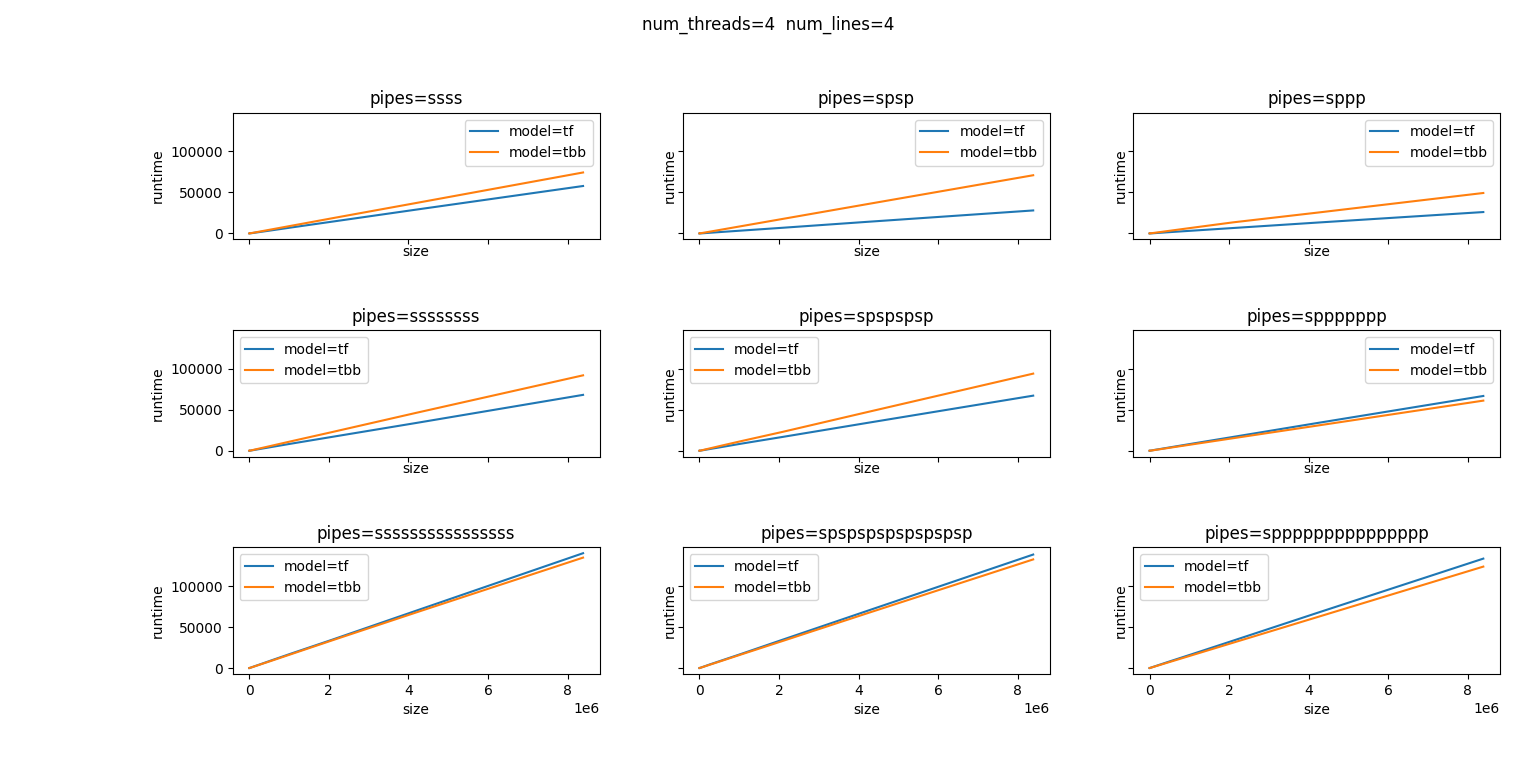 num_threads=4  num_lines=4
pipes=ssss
runtime
100000
50000
0
model=tf
model=tbb
size
pipes=spsp
runtime
model=tf
model=tbb
size
pipes=sppp
runtime
model=tf
model=tbb
size
pipes=ssssssss
runtime
100000
50000
0
model=tf
model=tbb
size
pipes=spspspsp
runtime
model=tf
model=tbb
size
pipes=sppppppp
runtime
model=tf
model=tbb
size
pipes=ssssssssssssssss
runtime
100000
50000
0
model=tf
model=tbb
0 2 4 6 8
1e6
size
pipes=spspspspspspspsp
runtime
model=tf
model=tbb
0 2 4 6 8
1e6
size
pipes=sppppppppppppppp
runtime
model=tf
model=tbb
0 2 4 6 8
1e6
size